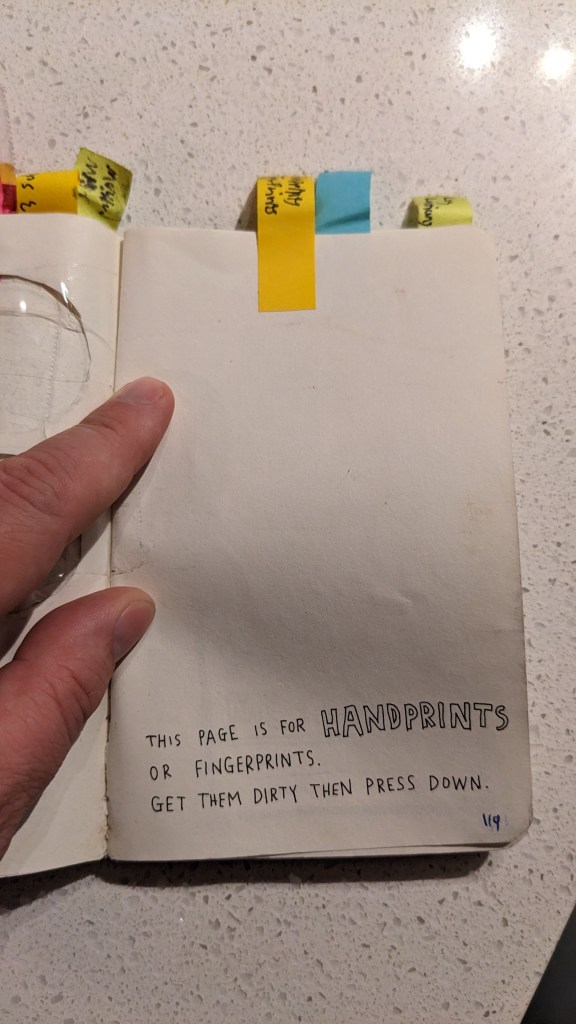 THIS PAGE IS FOR HANDPRINTS
OR FINGERPRINTS.
GET THEM DIRTY THEN PRESS DOWN.
119